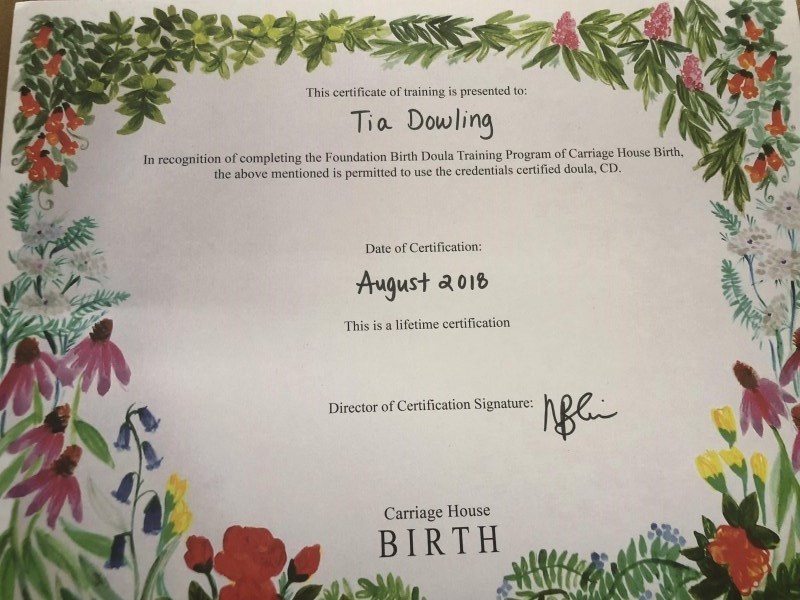 This certificate of training is presented to:
Tia Dowling
In recognition of completing the Foundation Birth Doula Training Program of Carriage House Birth,
the above mentioned is permitted to use the credentials certified doula, CD.
Date of Certification:
August 2018
This is a lifetime certification
Director of Certification Signature:
Carriage House
BIRTH